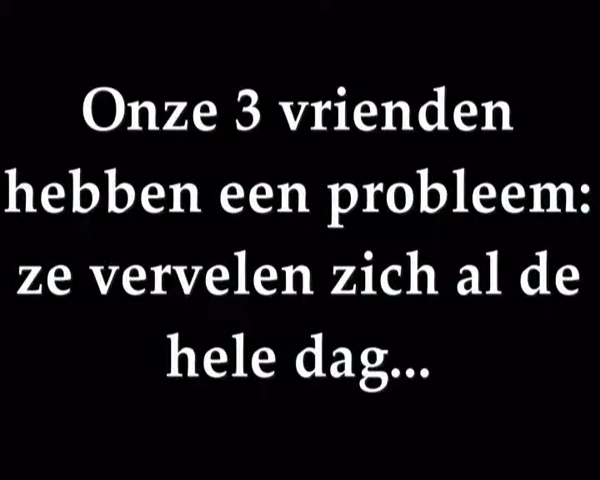 Onze 3 vrienden
hebben een probleem:
ze vervelen zich al de
hele dag...